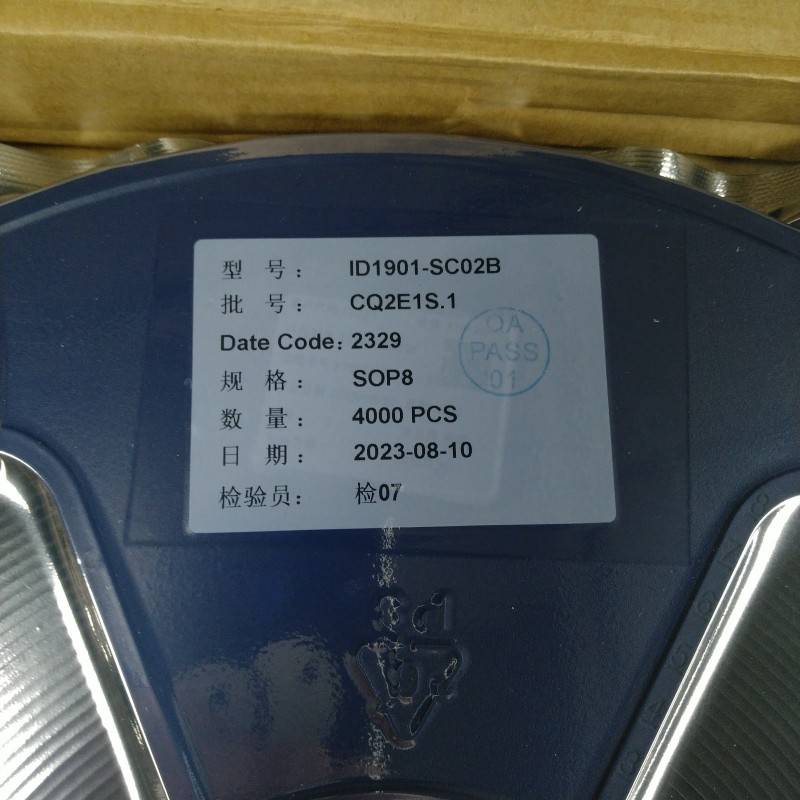 型 号： ID1901-SC02B
批 号： CQ2E1S.1
Date Code: 2329
规 格： SOP8
数 量： 4000 PCS
日 期： 2023-08-10
检验员： 检07
QA
PASS
01